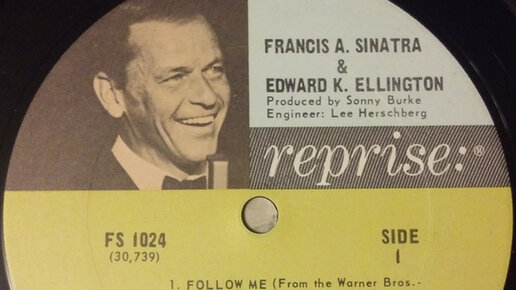 FRANCIS A. SINATRA
&
EDWARD K. ELLINGTON
Produced by Sonny Burke
Engineer: Lee Herschberg
reprise:®
FS 1024
(30,739)
SIDE
1
1. FOLLOW ME (From the Warner Bros.-